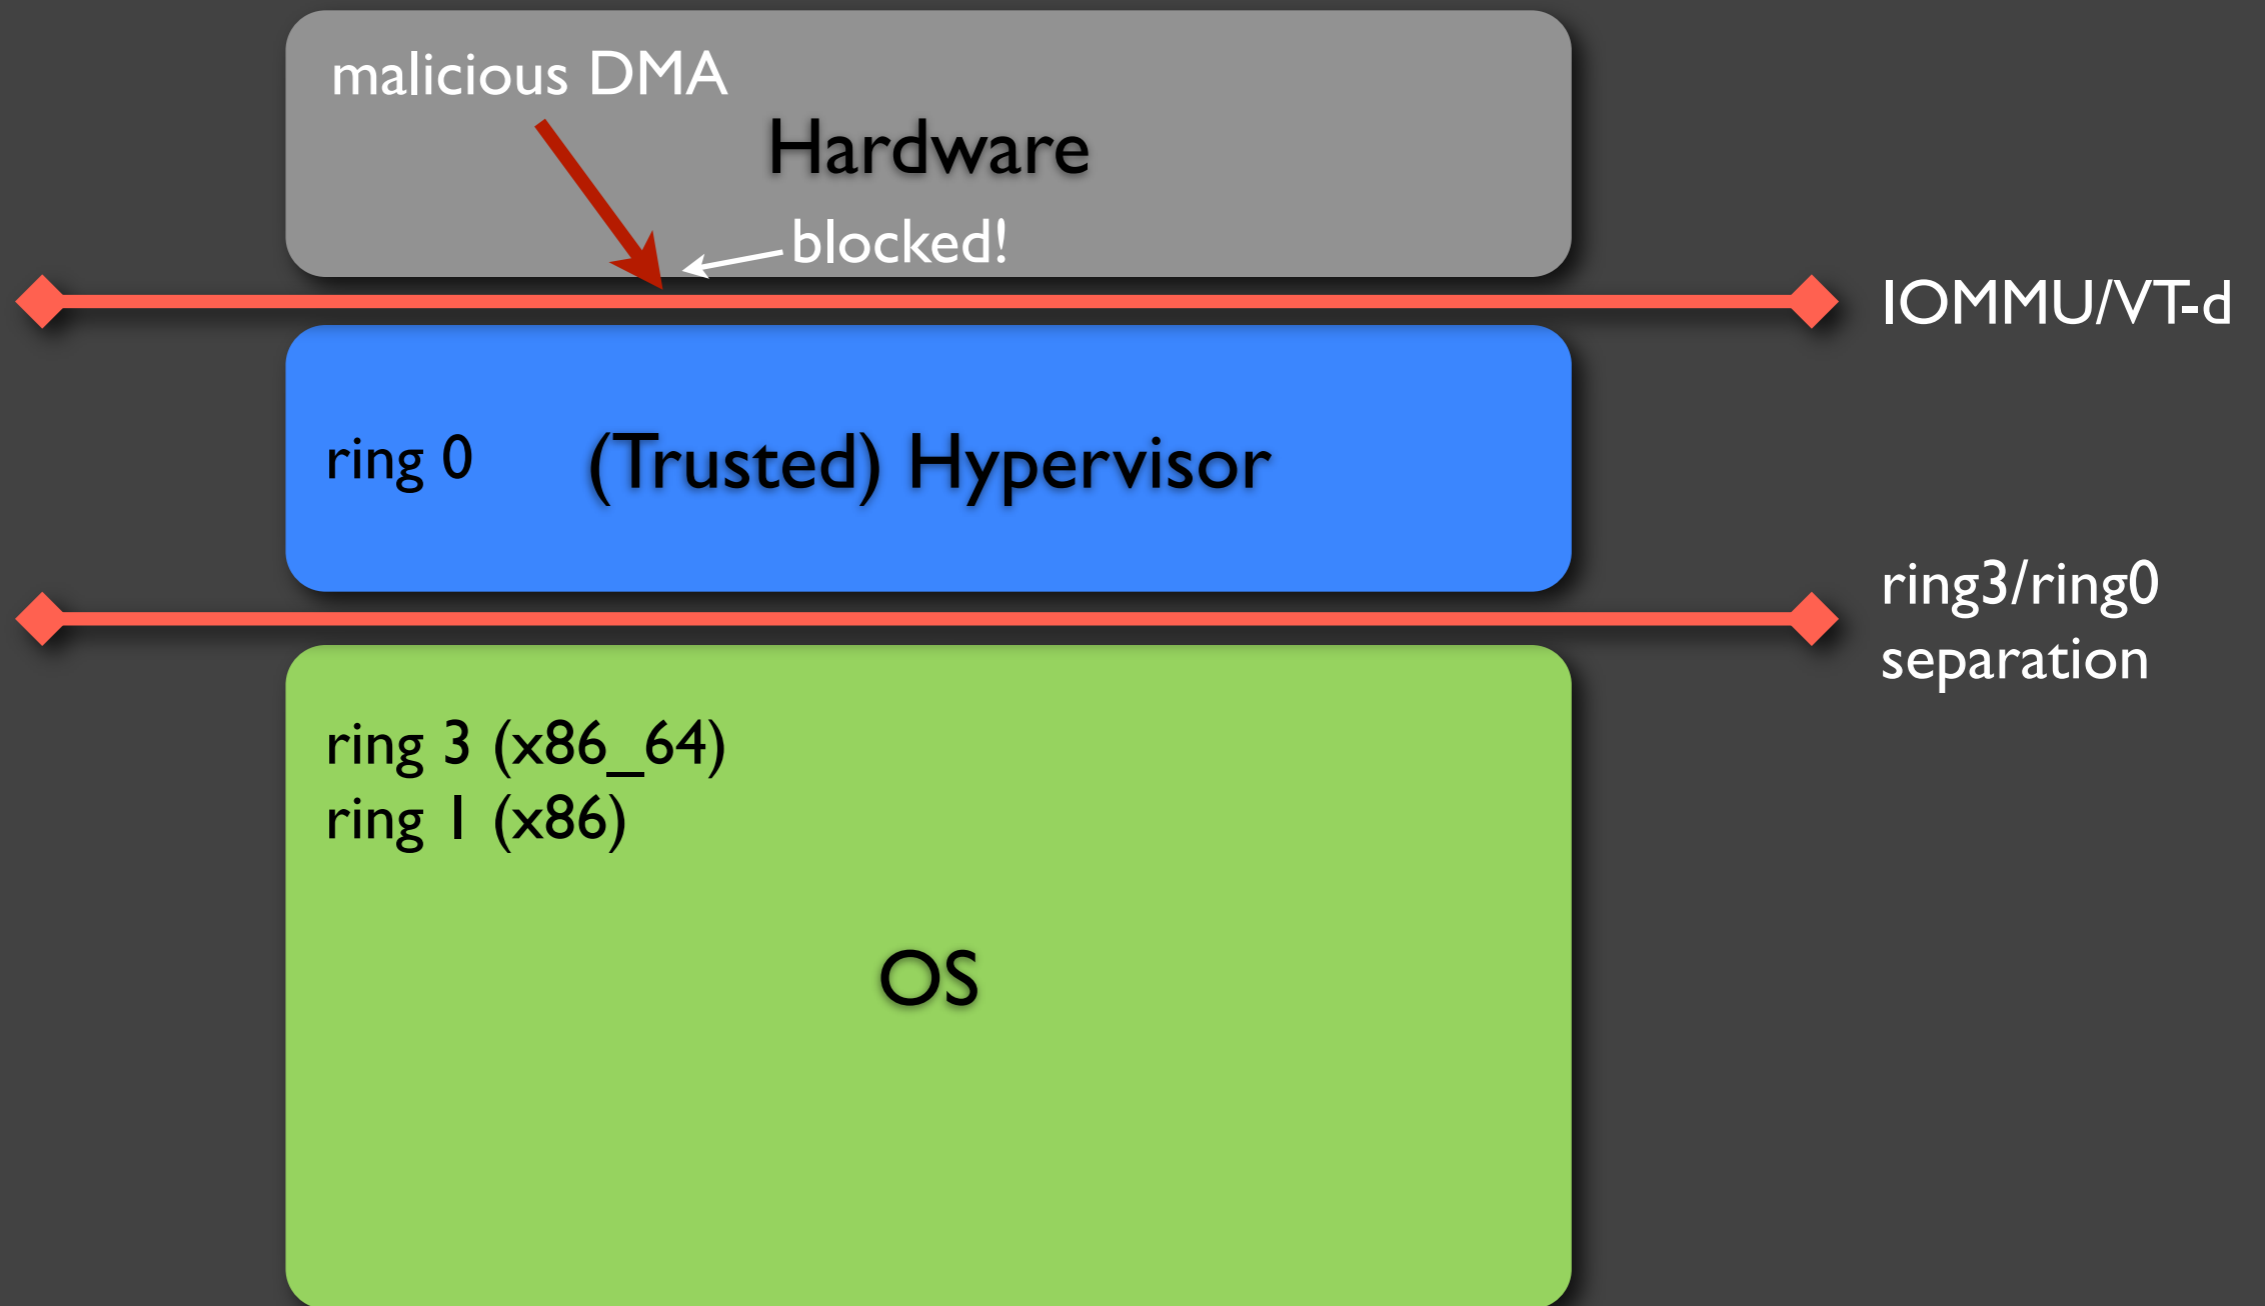 malicious DMA
Hardware
blocked!
IOMMU/VT-d
ring 0
(Trusted) Hypervisor
ring3/ring0
separation
ring 3 (x86_64)
ring 1 (x86)
OS